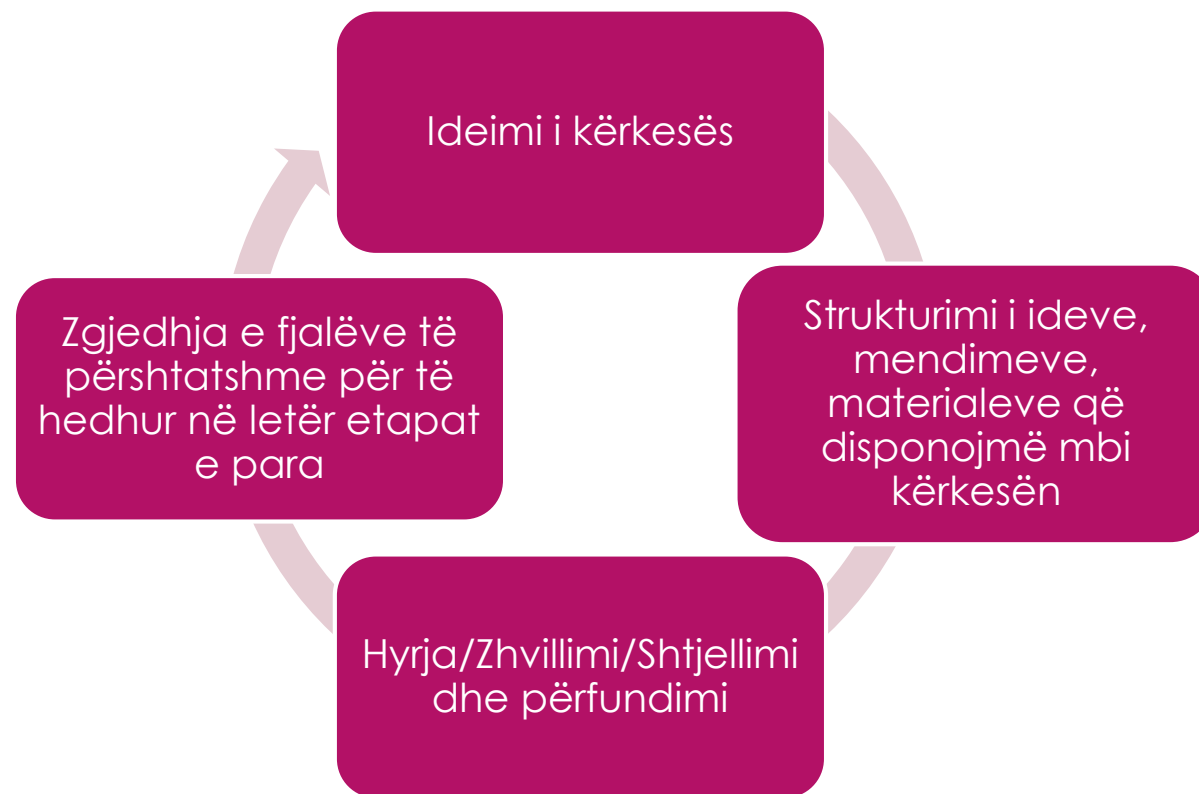 Ideimi i kërkesës
Strukturimi i ideve,
mendimeve,
materialeve që
disponojmë mbi
kërkesën
Hyrja/Zhvillimi/Shtjellimi
dhe përfundimi
Zgjedhja e fjalëve të
përshtatshme për të
hedhur në letër etapat
e para